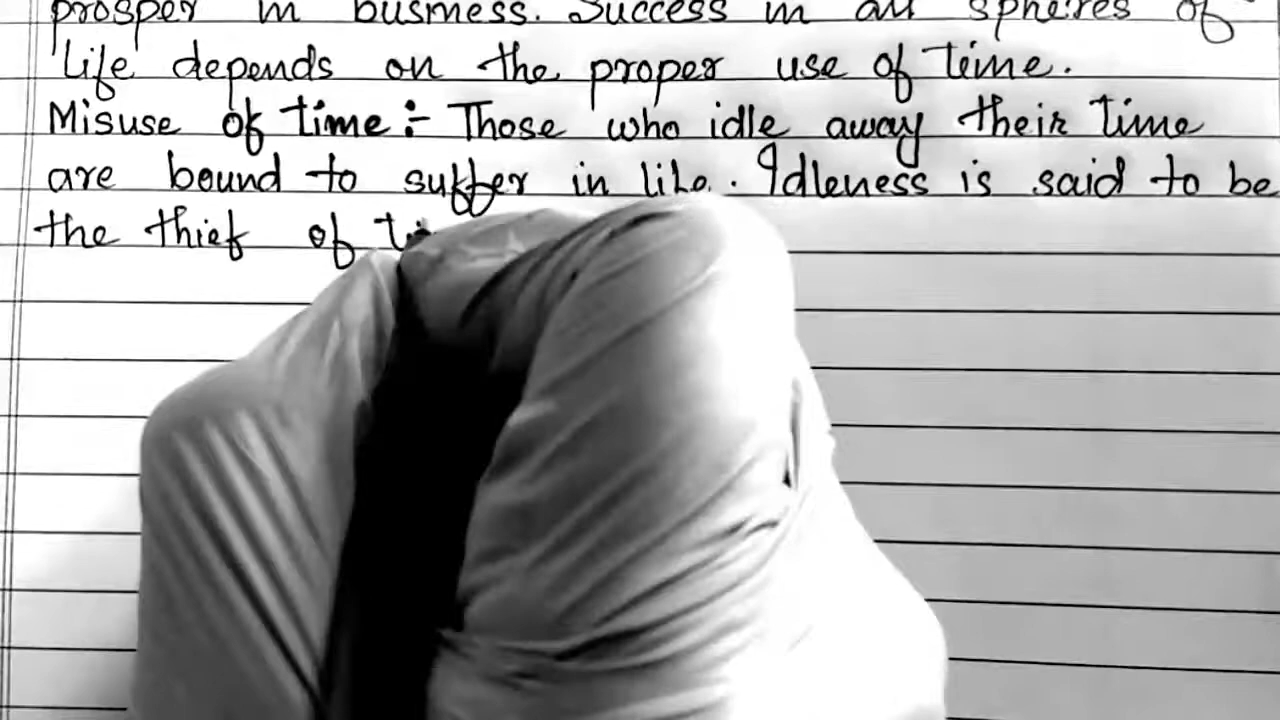 prosper in business. Success in all spheres of
life depends on the proper use of time.
Misuse of time :- Those who idle away their time
are bound to suffer in life. Idleness is said to be
the thief of